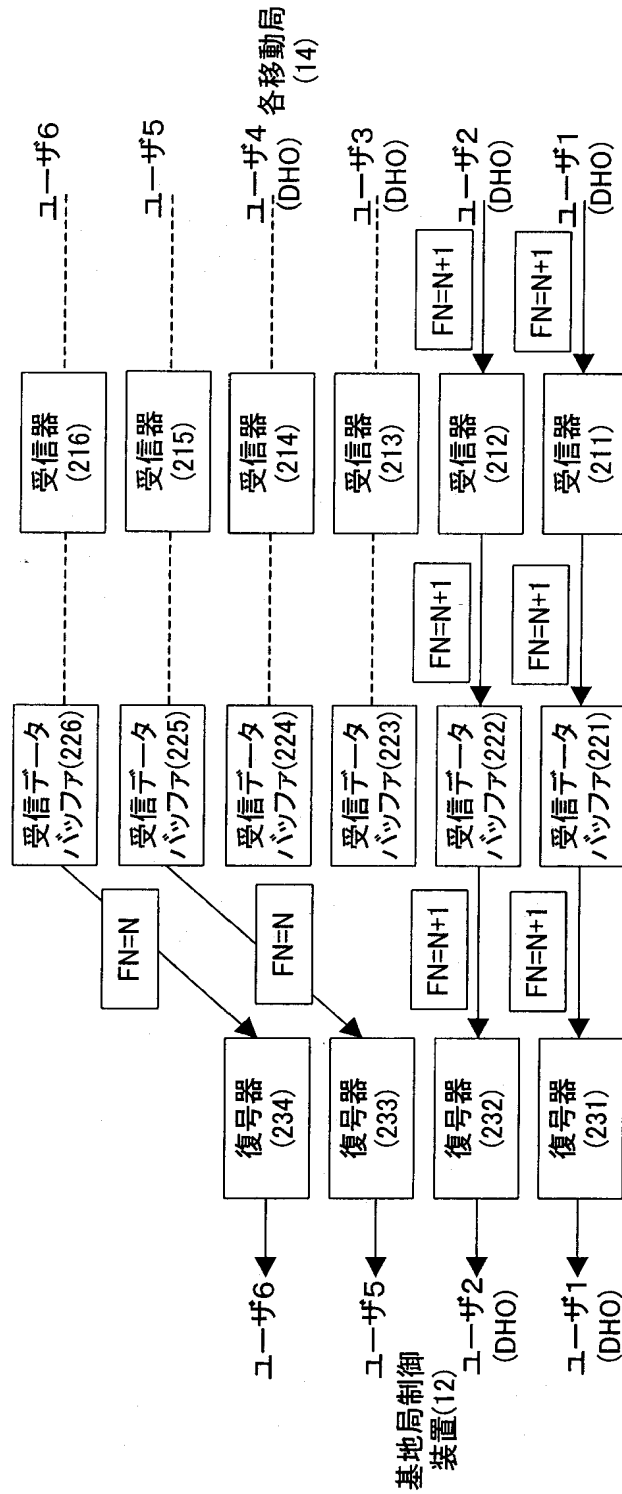 ユーザ6
ユーザ5
ユーザ4
(DHO)
各移動局
(14)
ユーザ3
(DHO)
ユーザ2
(DHO)
ユーザ1
(DHO)
FN=N+1
FN=N+1
受信器
(216)
受信器
(215)
受信器
(214)
受信器
(213)
受信器
(212)
受信器
(211)
FN=N+1
FN=N+1
受信データ
バッファ(226)
受信データ
バッファ(225)
受信データ
バッファ(224)
受信データ
バッファ(223)
受信データ
バッファ(222)
受信データ
バッファ(221)
FN=N
FN=N
FN=N+1
FN=N+1
復号器
(234)
復号器
(233)
復号器
(232)
復号器
(231)
ユーザ6
ユーザ5
ユーザ2
(DHO)
ユーザ1
(DHO)
基地局制御
装置(12)